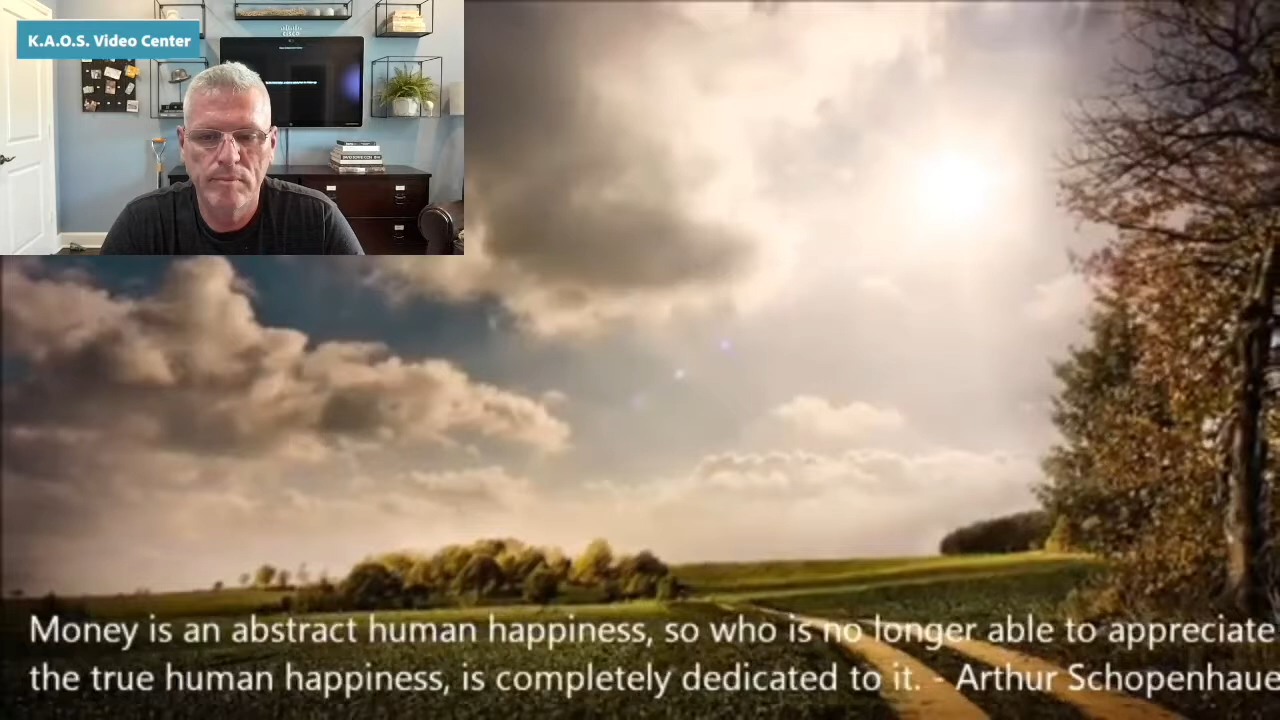 K.A.O.S. Video Center
CISCO
Money is an abstract human happiness, so who is no longer able to appreciate
the true human happiness, is completely dedicated to it. - Arthur Schopenhaue